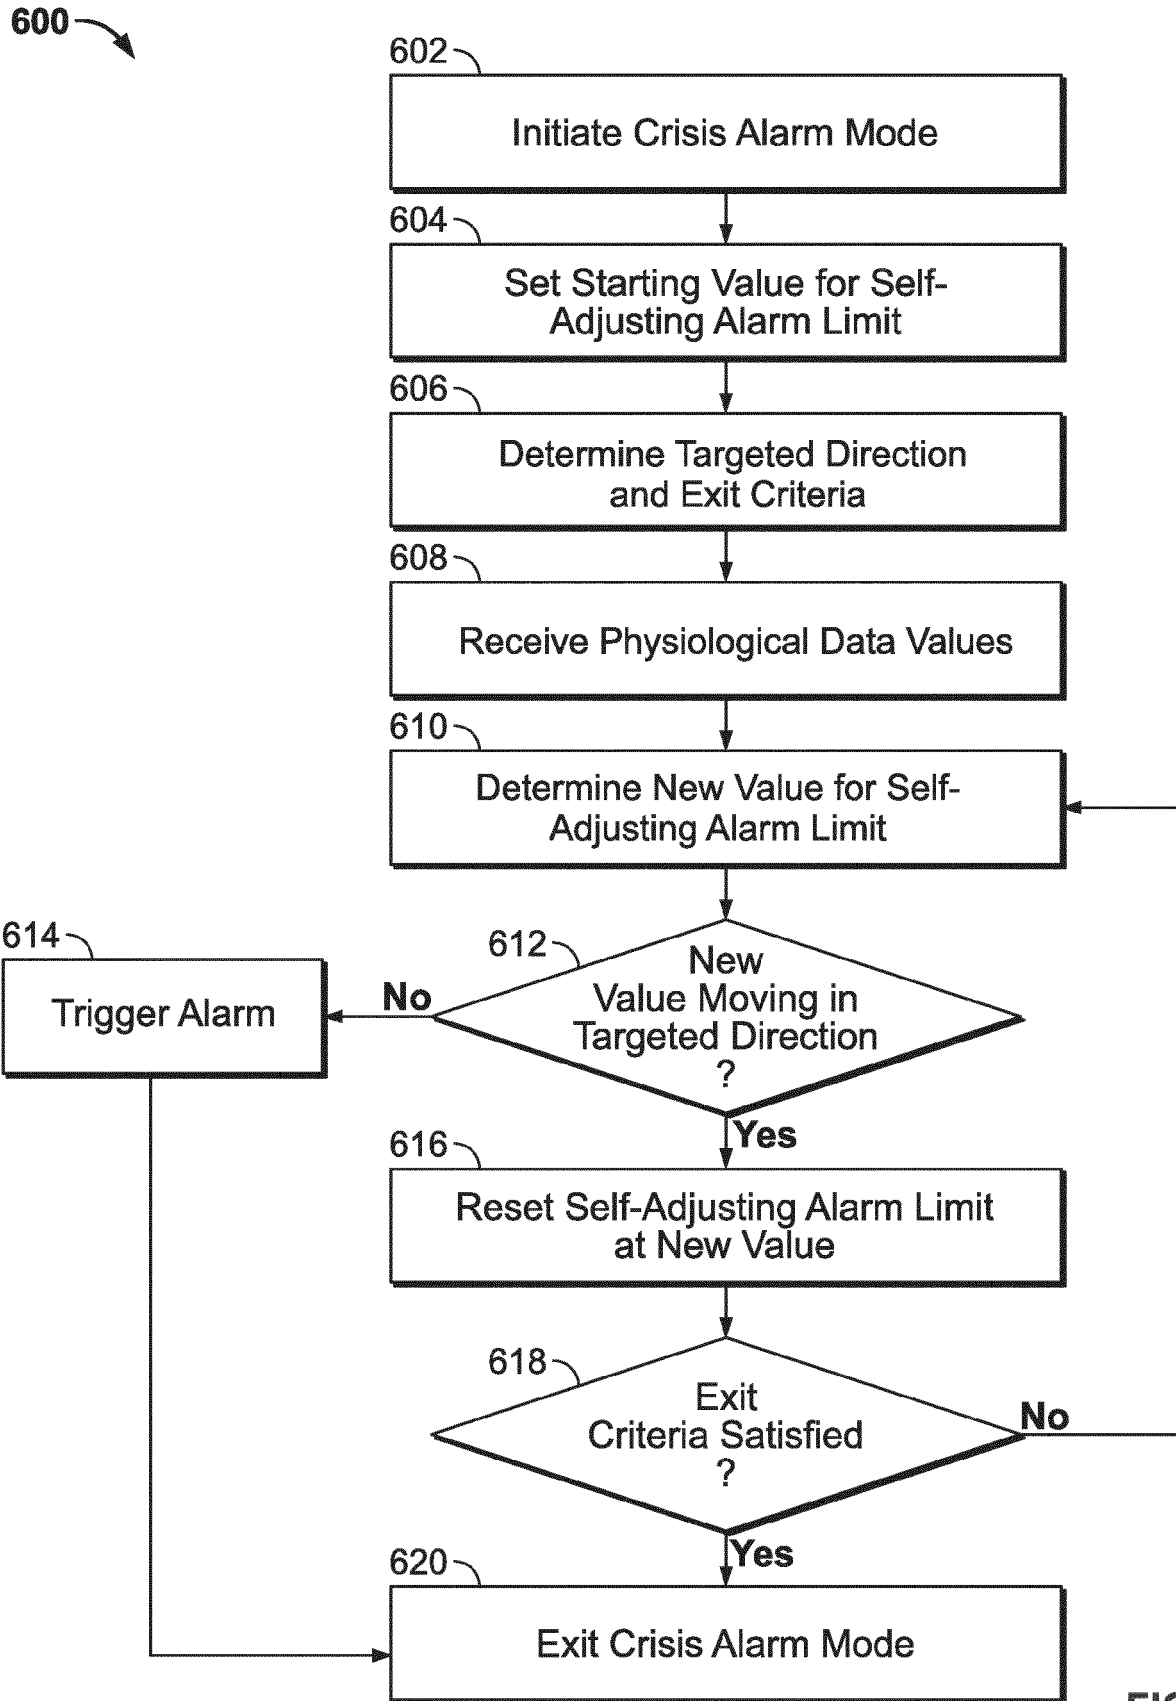 600
602
Initiate Crisis Alarm Mode
604
Set Starting Value for Self-
Adjusting Alarm Limit
606
Determine Targeted Direction
and Exit Criteria
608
Receive Physiological Data Values
610
Determine New Value for Self-
Adjusting Alarm Limit
612
New
Value Moving in
Targeted Direction
?
No
614
Trigger Alarm
Yes
616
Reset Self-Adjusting Alarm Limit
at New Value
618
Exit
Criteria Satisfied
?
No
Yes
620
Exit Crisis Alarm Mode